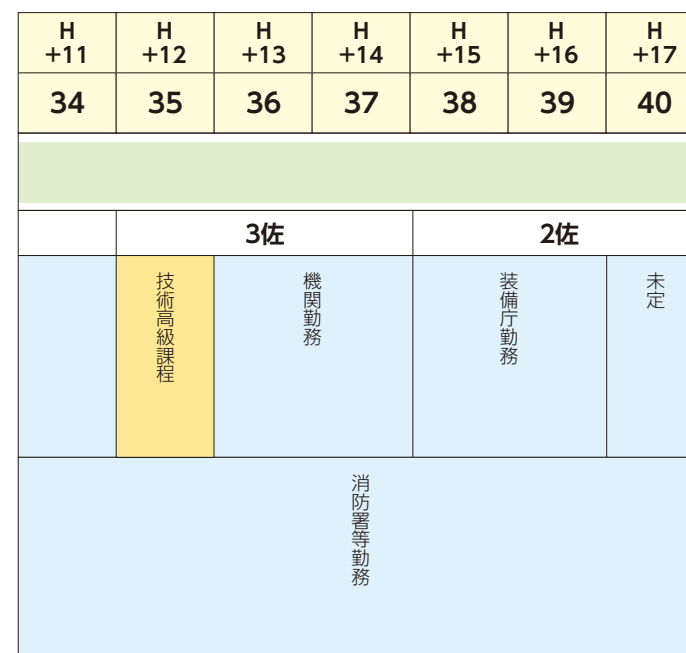 H +11 H +12 H +13 H +14 H +15 H +16 H +17
34 35 36 37 38 39 40
3佐 2佐
技術高級課程
機関勤務
装備庁勤務
未定
消防署等勤務